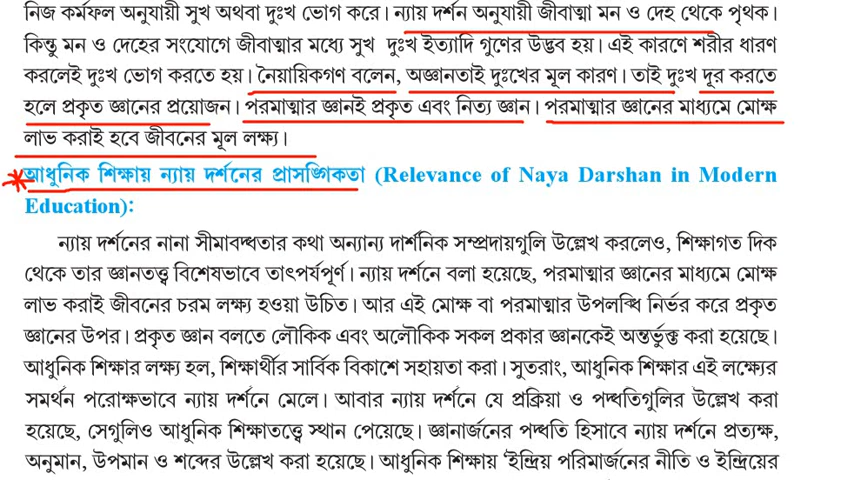 নিজ কর্মফল অনুযায়ী সুখ অথবা দুঃখ ভোগ করে। ন্যায় দর্শন অনুযায়ী জীবাত্মা মন ও দেহ থেকে পৃথক।
কিন্তু মন ও দেহের সংযোগে জীবাত্মার মধ্যে সুখ দুঃখ ইত্যাদি গুণের উদ্ভব হয়। এই কারণে শরীর ধারণ
করলেই দুঃখ ভোগ করতে হয়। নৈয়ায়িকগণ বলেন, অজ্ঞানতাই দুঃখের মূল কারণ। তাই দুঃখ দূর করতে
হলে প্রকৃত জ্ঞানের প্রয়োজন। পরমাত্মার জ্ঞানই প্রকৃত এবং নিত্য জ্ঞান। পরমাত্মার জ্ঞানের মাধ্যমে মোক্ষ
লাভ করাই হবে জীবনের মূল লক্ষ্য।
আধুনিক শিক্ষায় ন্যায় দর্শনের প্রাসঙ্গিকতা (Relevance of Naya Darshan in Modern
Education):
ন্যায় দর্শনের নানা সীমাবদ্ধতার কথা অন্যান্য দার্শনিক সম্প্রদায়গুলি উল্লেখ করলেও, শিক্ষাগত দিক
থেকে তার জ্ঞানতত্ত্ব বিশেষভাবে তাৎপর্যপূর্ণ। ন্যায় দর্শনে বলা হয়েছে, পরমাত্মার জ্ঞানের মাধ্যমে মোক্ষ
লাভ করাই জীবনের চরম লক্ষ্য হওয়া উচিত। আর এই মোক্ষ বা পরমাত্মার উপলব্ধি নির্ভর করে প্রকৃত
জ্ঞানের উপর। প্রকৃত জ্ঞান বলতে লৌকিক এবং অলৌকিক সকল প্রকার জ্ঞানকেই অন্তর্ভুক্ত করা হয়েছে।
আধুনিক শিক্ষার লক্ষ্য হল, শিক্ষার্থীর সার্বিক বিকাশে সহায়তা করা। সুতরাং, আধুনিক শিক্ষার এই লক্ষ্যের
সমর্থন পরোক্ষভাবে ন্যায় দর্শনে মেলে। আবার ন্যায় দর্শনে যে প্রক্রিয়া ও পদ্ধতিগুলির উল্লেখ করা
হয়েছে, সেগুলিও আধুনিক শিক্ষাতত্ত্বে স্থান পেয়েছে। জ্ঞানার্জনের পদ্ধতি হিসাবে ন্যায় দর্শনে প্রত্যক্ষ,
অনুমান, উপমান ও শব্দের উল্লেখ করা হয়েছে। আধুনিক শিক্ষায় ‘ইন্দ্রিয় পরিমার্জনের নীতি ও ইন্দ্রিয়ের